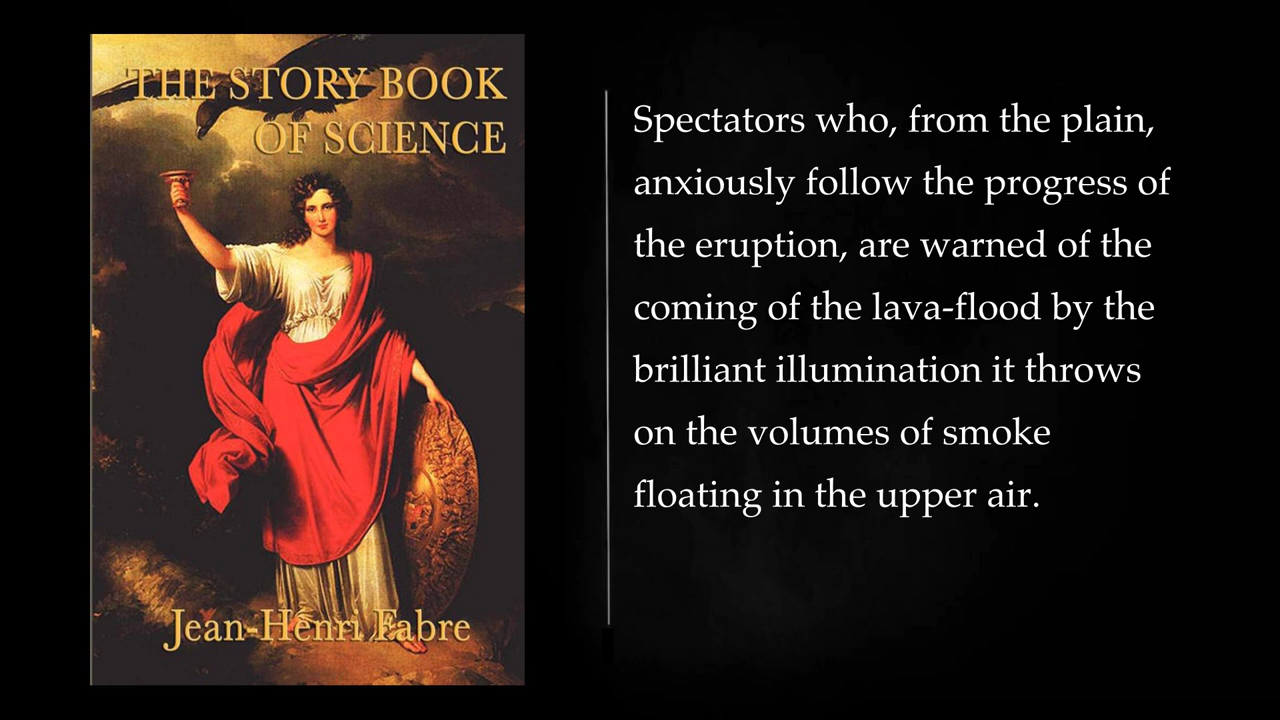 THE STORY BOOK
OF SCIENCE
Jean-Henri Fabre
Spectators who, from the plain,
anxiously follow the progress of
the eruption, are warned of the
coming of the lava-flood by the
brilliant illumination it throws
on the volumes of smoke
floating in the upper air.